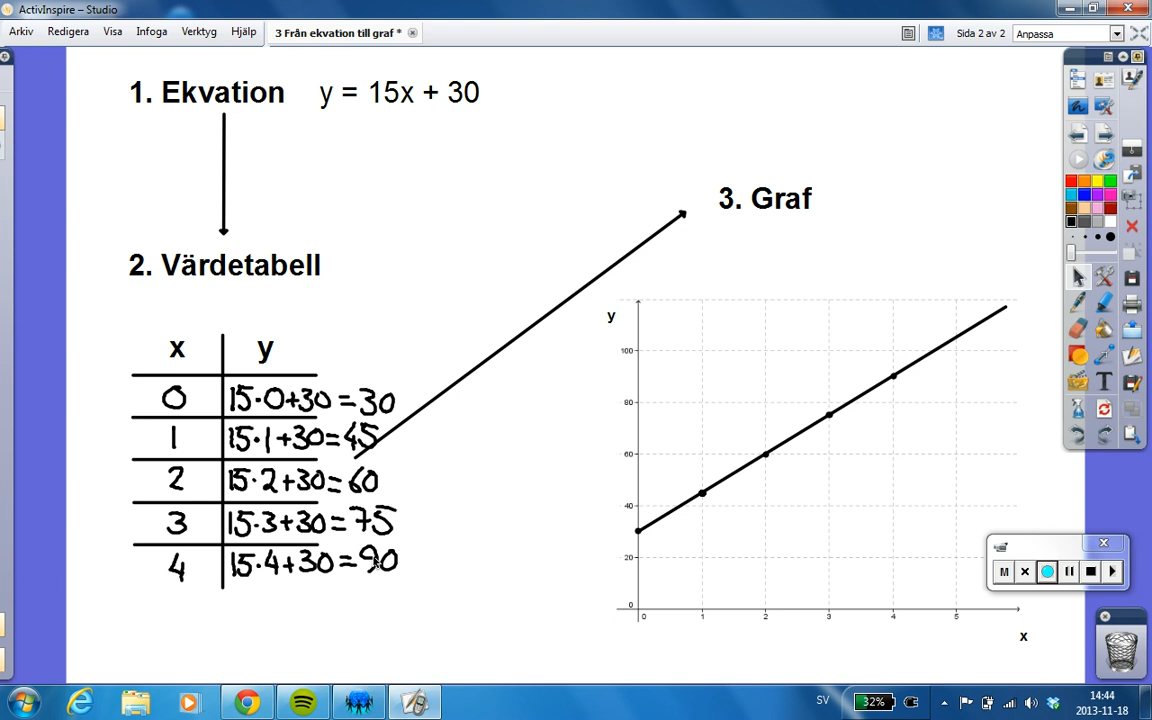 ActivInspire – Studio
Arkiv Redigera Visa Infoga Verktyg Hjälp 3 Från ekvation till graf * Sida 2 av 2 Anpassa
1. Ekvation y = 15x + 30
3. Graf
2. Värdetabell
x y
0 15·0+30=30
1 15·1+30=45
2 15·2+30=60
3 15·3+30=75
4 15·4+30=90
y
100
80
60
40
20
0
0 1 2 3 4 5
x
M
T
SV 32% 14:44
2013-11-18